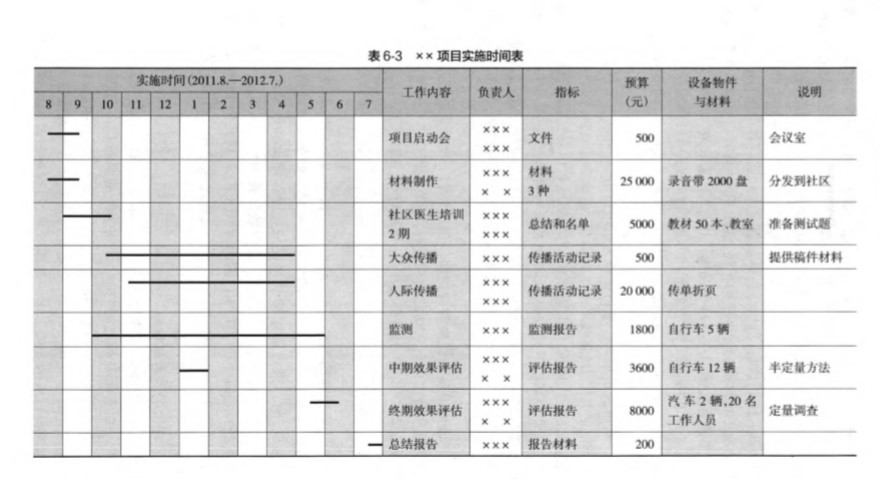 表 6-3 ××项目实施时间表
实施时间(2011.8.—2012.7.) 工作内容 负责人 指标 预算(元) 设备物件与材料 说明
8 9 10 11 12 1 2 3 4 5 6 7
项目启动会 ××× ××× 文件 500 会议室
材料制作 ××× × × 材料 3 种 25 000 录音带 2000 盘 分发到社区
社区医生培训 2 期 ××× ××× 总结和名单 5000 教材 50 本、教室 准备测试题
大众传播 ××× 传播活动记录 500 提供稿件材料
人际传播 ××× ××× 传播活动记录 20 000 传单折页
监测 ××× 监测报告 1800 自行车 5 辆
中期效果评估 ××× × × 评估报告 3600 自行车 12 辆 半定量方法
终期效果评估 ××× × × 评估报告 8000 汽车 2 辆,20 名工作人员 定量调查
总结报告 ××× 报告材料 200